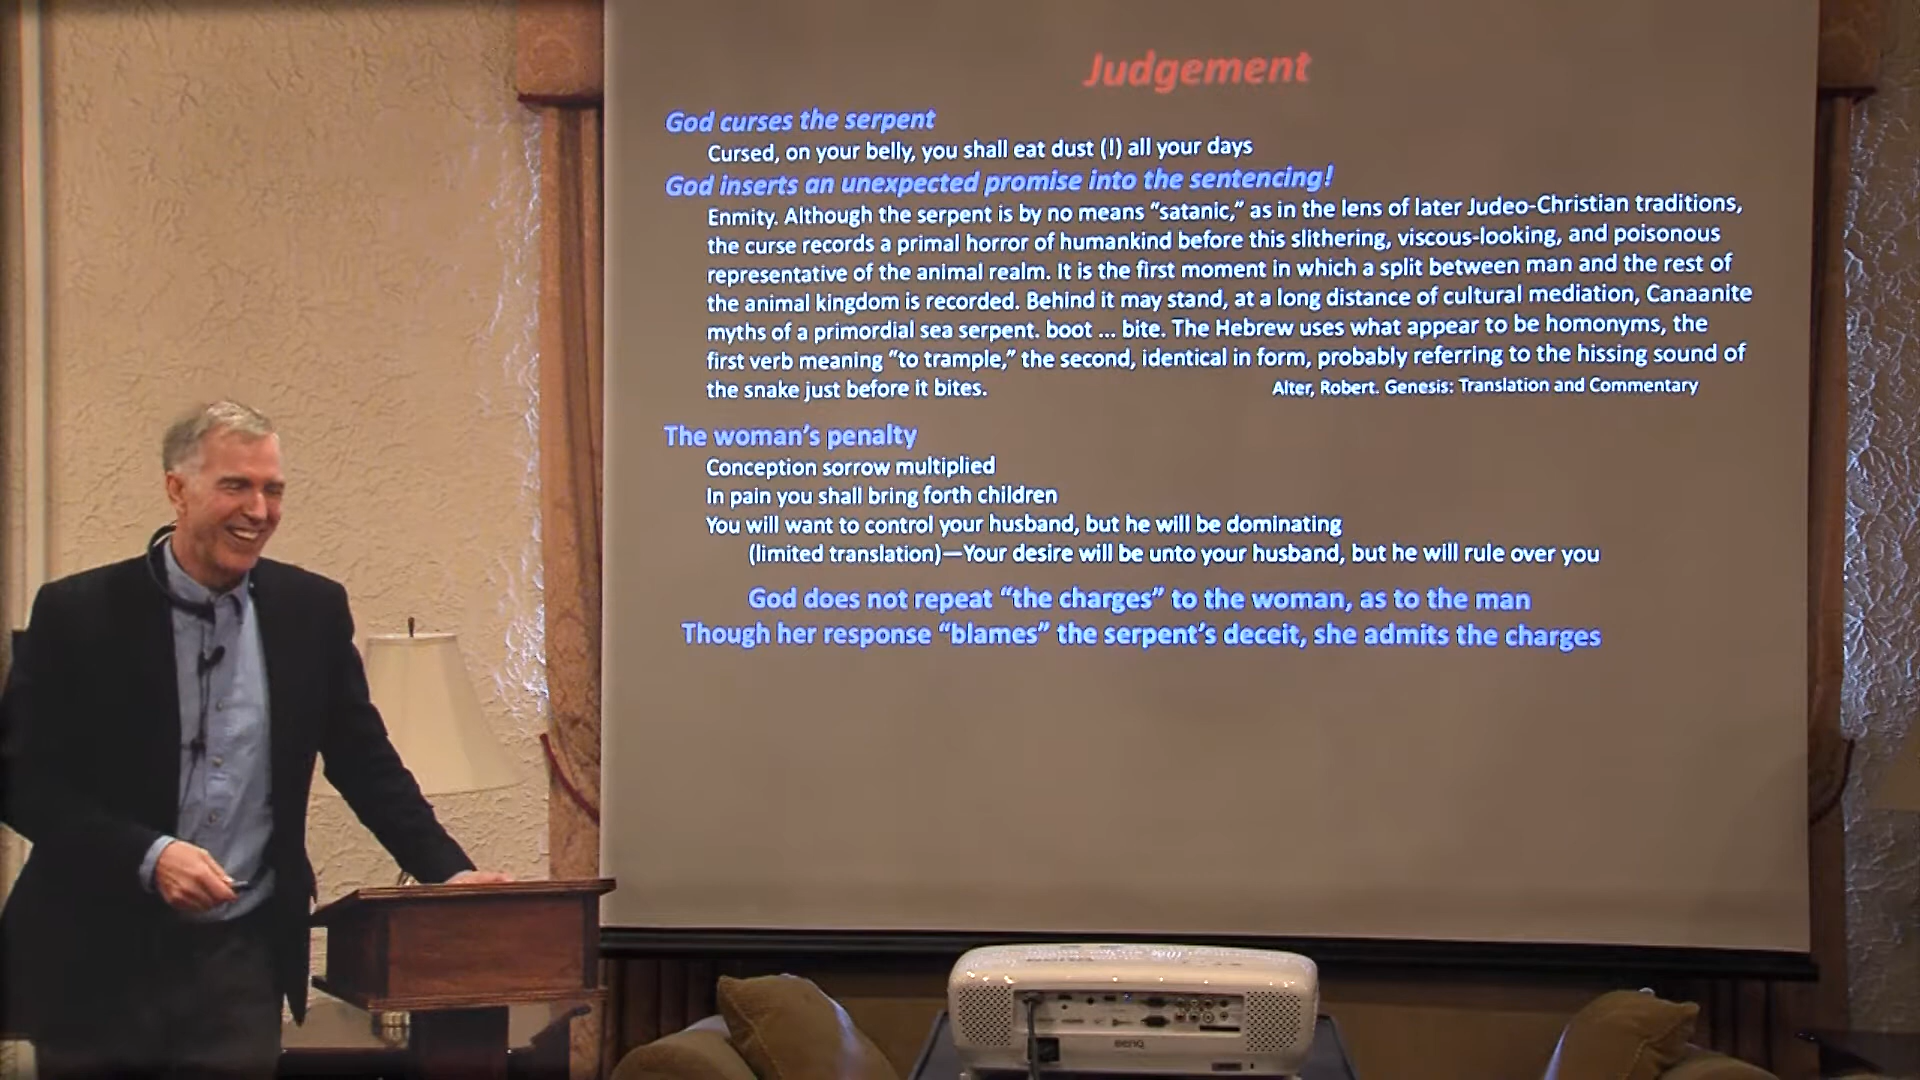 Judgement
God curses the serpent
Cursed, on your belly, you shall eat dust (!) all your days
God inserts an unexpected promise into the sentencing!
Enmity. Although the serpent is by no means “satanic,” as in the lens of later Judeo-Christian traditions,
the curse records a primal horror of humankind before this slithering, viscous-looking, and poisonous
representative of the animal realm. It is the first moment in which a split between man and the rest of
the animal kingdom is recorded. Behind it may stand, at a long distance of cultural mediation, Canaanite
myths of a primordial sea serpent. boot ... bite. The Hebrew uses what appear to be homonyms, the
first verb meaning “to trample,” the second, identical in form, probably referring to the hissing sound of
the snake just before it bites. Alter, Robert. Genesis: Translation and Commentary
The woman’s penalty
Conception sorrow multiplied
In pain you shall bring forth children
You will want to control your husband, but he will be dominating
(limited translation)—Your desire will be unto your husband, but he will rule over you
God does not repeat “the charges” to the woman, as to the man
Though her response “blames” the serpent’s deceit, she admits the charges
BenQ